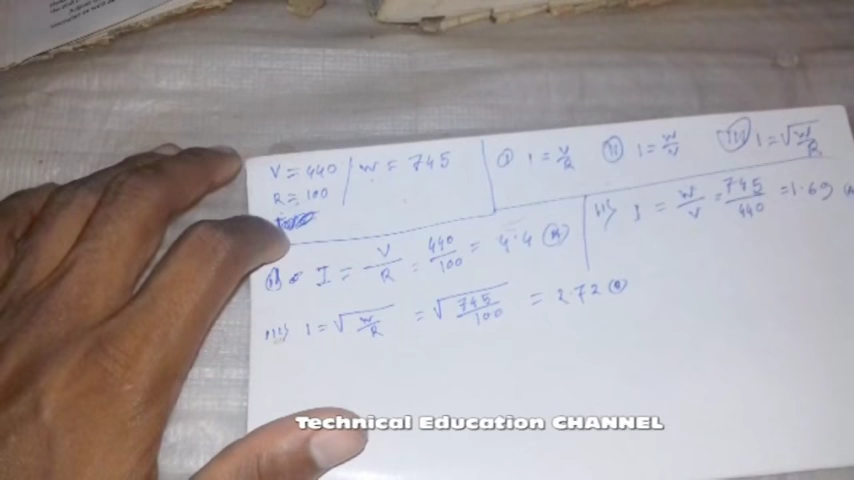 V = 440
R = 100
W = 745
I = V/R
II I = W/V
III I = √W/R
I = V/R = 440/100 = 4.4 (A)
II) I = W/V = 745/440 = 1.69
III) I = √W/R = √745/100 = 2.72 (A)
Technical Education CHANNEL